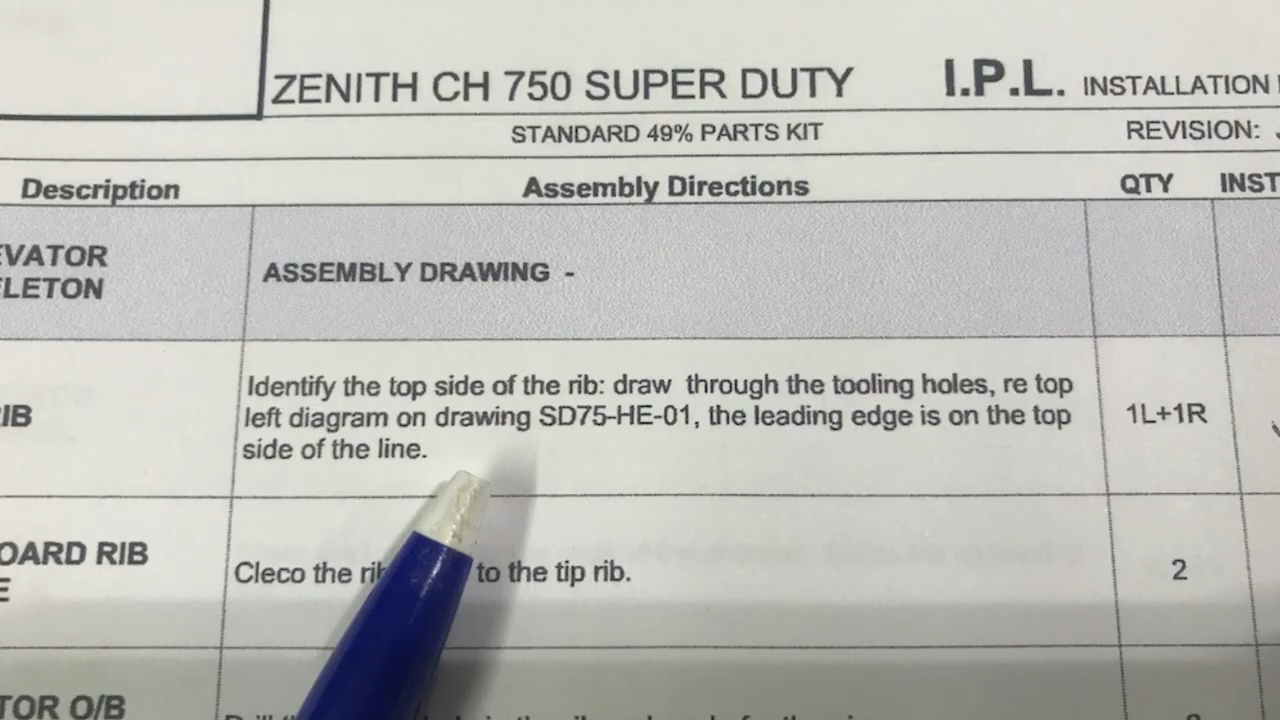 ZENITH CH 750 SUPER DUTY I.P.L. INSTALLATION
STANDARD 49% PARTS KIT REVISION:
Description Assembly Directions QTY INST
EVATOR
LETON
ASSEMBLY DRAWING -
IB
Identify the top side of the rib: draw through the tooling holes, re top
left diagram on drawing SD75-HE-01, the leading edge is on the top
side of the line.
1L+1R
OARD RIB
E
Cleco the rib to the tip rib.
2
TOR O/B